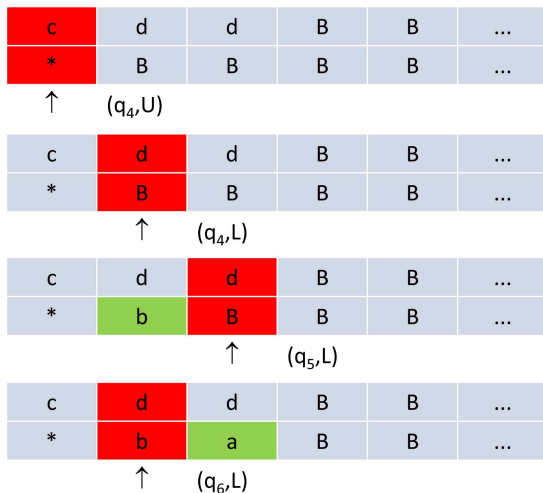 c d d B B ...
* B B B B ...
↑ (q₄,U)
c d d B B ...
* B B B B ...
↑ (q₄,L)
c d d B B ...
* b B B B ...
↑ (q₅,L)
c d d B B ...
* b a B B ...
↑ (q₆,L)